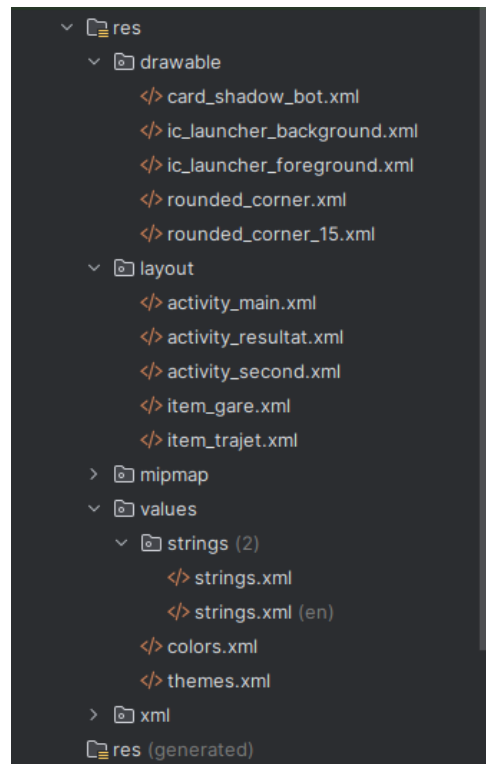 res
drawable
card_shadow_bot.xml
ic_launcher_background.xml
ic_launcher_foreground.xml
rounded_corner.xml
rounded_corner_15.xml
layout
activity_main.xml
activity_resultat.xml
activity_second.xml
item_gare.xml
item_trajet.xml
mipmap
values
strings (2)
strings.xml
strings.xml (en)
colors.xml
themes.xml
xml
res (generated)